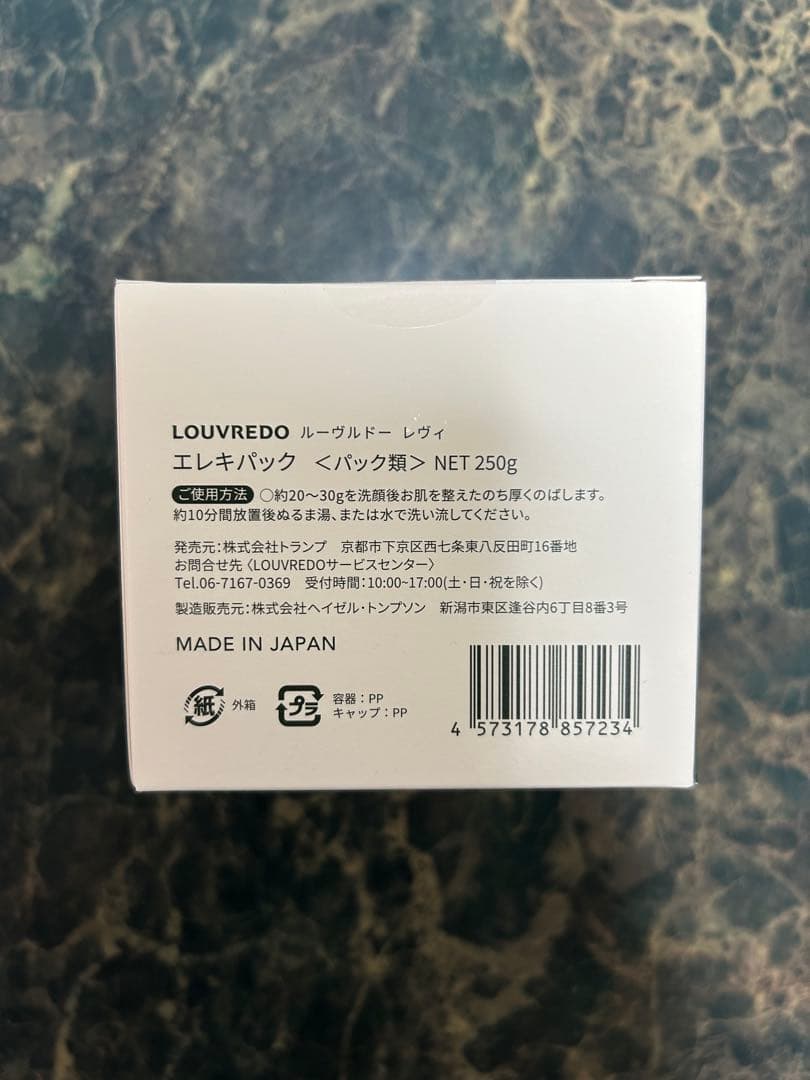 LOUVREDO ルーヴルドー レヴィ
エレキパック ＜パック類＞ NET 250g
ご使用方法 ○約20〜30gを洗顔後お肌を整えたのち厚くのばします。
約10分間放置後ぬるま湯、または水で洗い流してください。
発売元：株式会社トランプ 京都市下京区西七条東八反田町16番地
お問合せ先〈LOUVREDOサービスセンター〉
Tel.06-7167-0369 受付時間：10:00~17:00(土・日・祝を除く)
製造販売元：株式会社ヘイゼル・トンプソン 新潟市東区逢谷内6丁目8番3号
MADE IN JAPAN
紙 外箱
プラ 容器：PP
キャップ：PP
4 573178 857234